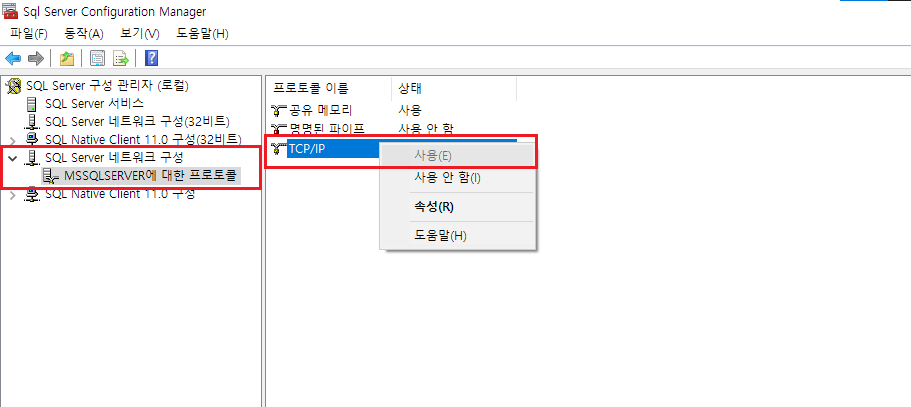 Sql Server Configuration Manager
파일(F) 동작(A) 보기(V) 도움말(H)
SQL Server 구성 관리자 (로컬)
SQL Server 서비스
SQL Server 네트워크 구성(32비트)
SQL Native Client 11.0 구성(32비트)
SQL Server 네트워크 구성
MSSQLSERVER에 대한 프로토콜
SQL Native Client 11.0 구성
프로토콜 이름 상태
공유 메모리 사용
명명된 파이프 사용 안 함
TCP/IP
사용(E)
사용 안 함(I)
속성(R)
도움말(H)